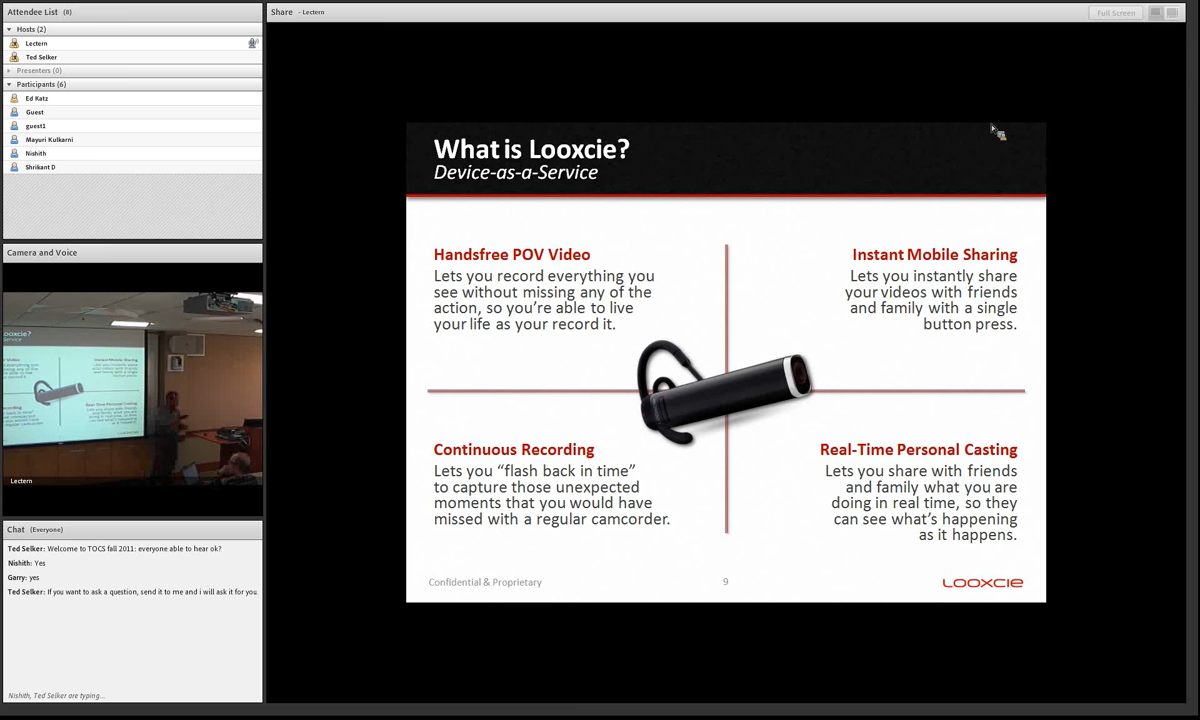 Attendee List (8)
Hosts (2)
Lectern
Ted Selker
Presenters (0)
Participants (6)
Ed Katz
Guest
guest1
Mayuri Kulkarni
Nishith
Shrikant D
Camera and Voice
Looxcie?
Lectern
Chat (Everyone)
Ted Selker: Welcome to TOCS fall 2011: everyone able to hear ok?
Nishith: Yes
Garry: yes
Ted Selker: If you want to ask a question, send it to me and i will ask it for you.
Nishith, Ted Selker are typing...
Share - Lectern
Full Screen
What is Looxcie?
Device-as-a-Service
Handsfree POV Video
Lets you record everything you
see without missing any of the
action, so you're able to live
your life as your record it.
Instant Mobile Sharing
Lets you instantly share
your videos with friends
and family with a single
button press.
Continuous Recording
Lets you “flash back in time”
to capture those unexpected
moments that you would have
missed with a regular camcorder.
Real-Time Personal Casting
Lets you share with friends
and family what you are
doing in real time, so they
can see what's happening
as it happens.
Confidential & Proprietary
9
LOOXCIE